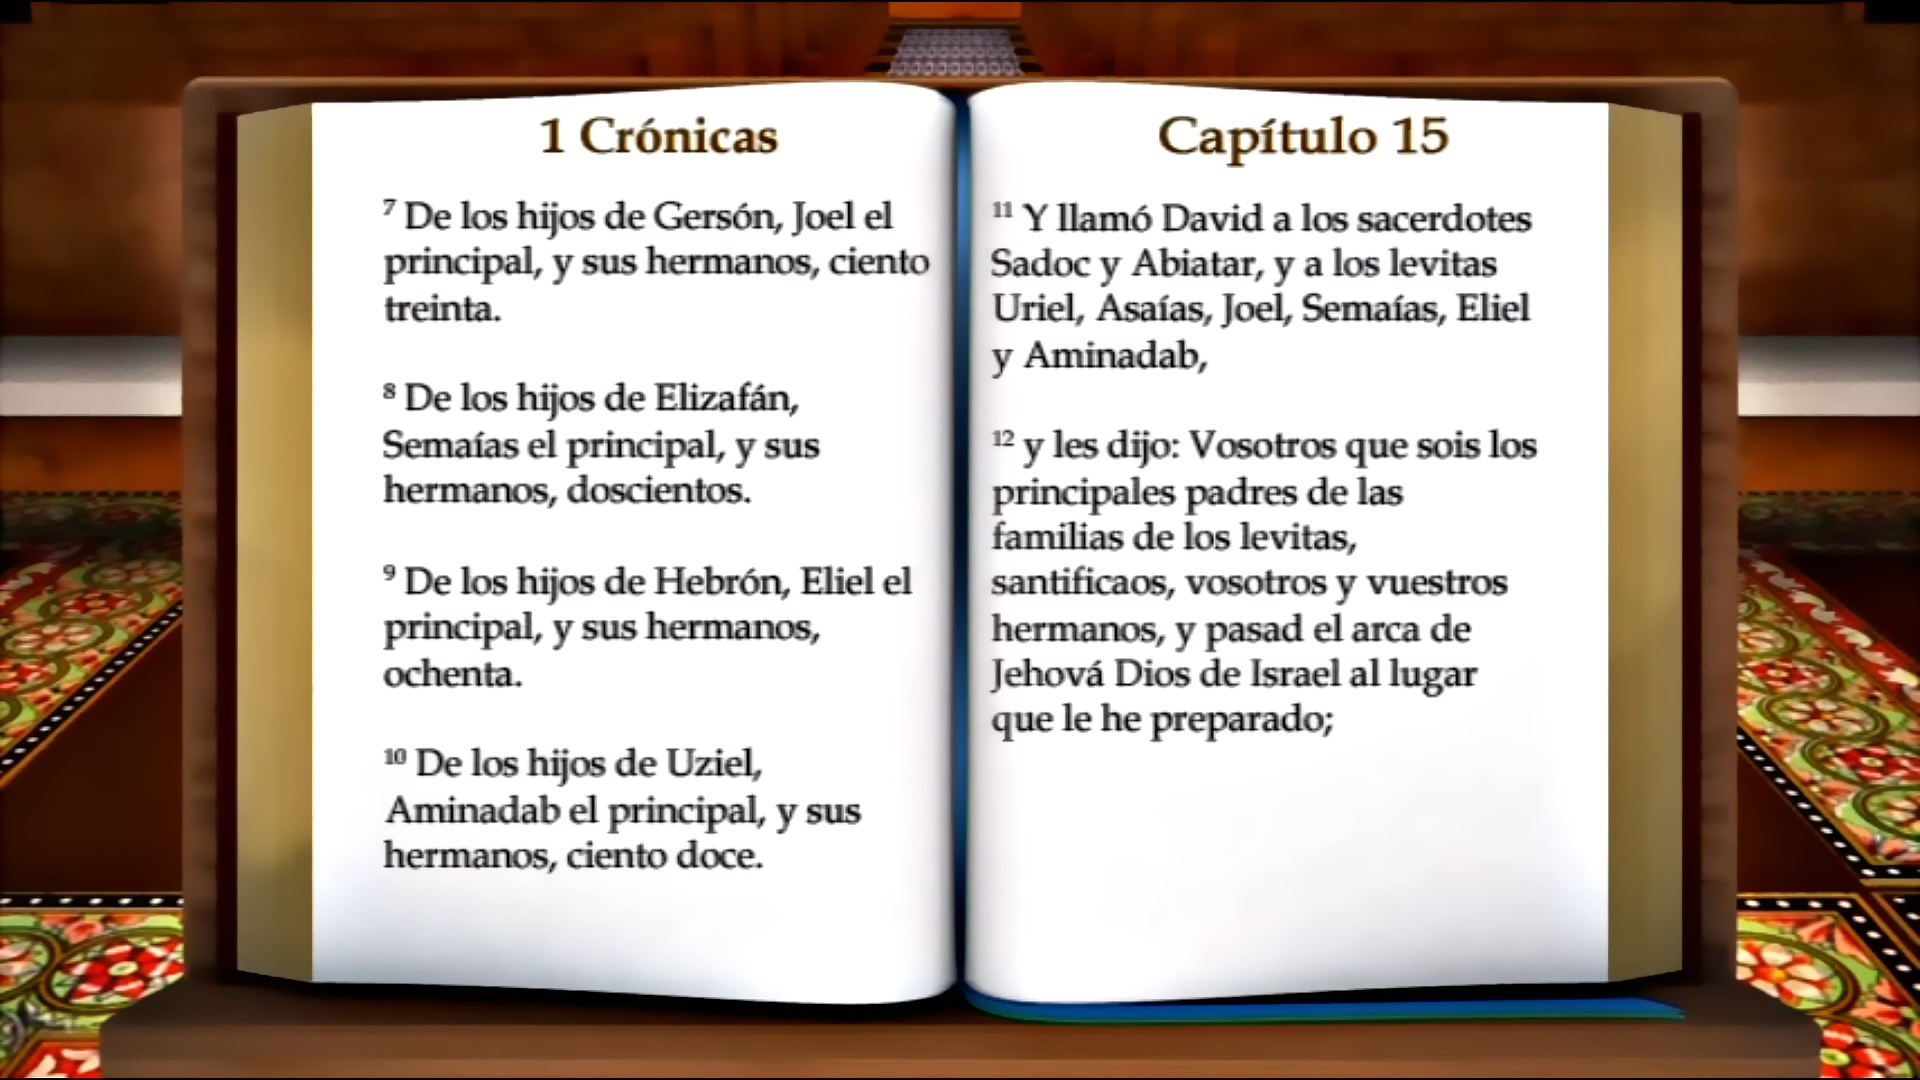 1 Crónicas
7 De los hijos de Gersón, Joel el
principal, y sus hermanos, ciento
treinta.
8 De los hijos de Elizafán,
Semaías el principal, y sus
hermanos, doscientos.
9 De los hijos de Hebrón, Eliel el
principal, y sus hermanos,
ochenta.
10 De los hijos de Uziel,
Aminadab el principal, y sus
hermanos, ciento doce.
Capítulo 15
11 Y llamó David a los sacerdotes
Sadoc y Abiatar, y a los levitas
Uriel, Asaías, Joel, Semaías, Eliel
y Aminadab,
12 y les dijo: Vosotros que sois los
principales padres de las
familias de los levitas,
santificaos, vosotros y vuestros
hermanos, y pasad el arca de
Jehová Dios de Israel al lugar
que le he preparado;